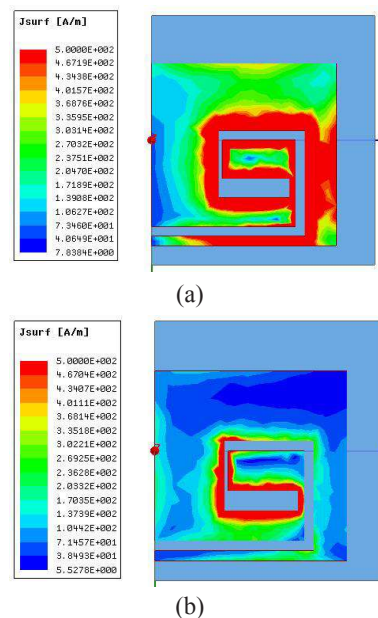 Jsurf [A/m]
5.0000E+002
4.6719E+002
4.3438E+002
4.0157E+002
3.6876E+002
3.3595E+002
3.0314E+002
2.7032E+002
2.3751E+002
2.0470E+002
1.7189E+002
1.3908E+002
1.0627E+002
7.3460E+001
4.0649E+001
7.8384E+000
(a)
Jsurf [A/m]
5.0000E+002
4.6704E+002
4.3407E+002
4.0111E+002
3.6814E+002
3.3518E+002
3.0221E+002
2.6925E+002
2.3628E+002
2.0332E+002
1.7035E+002
1.3739E+002
1.0442E+002
7.1457E+001
3.8493E+001
5.5278E+000
(b)